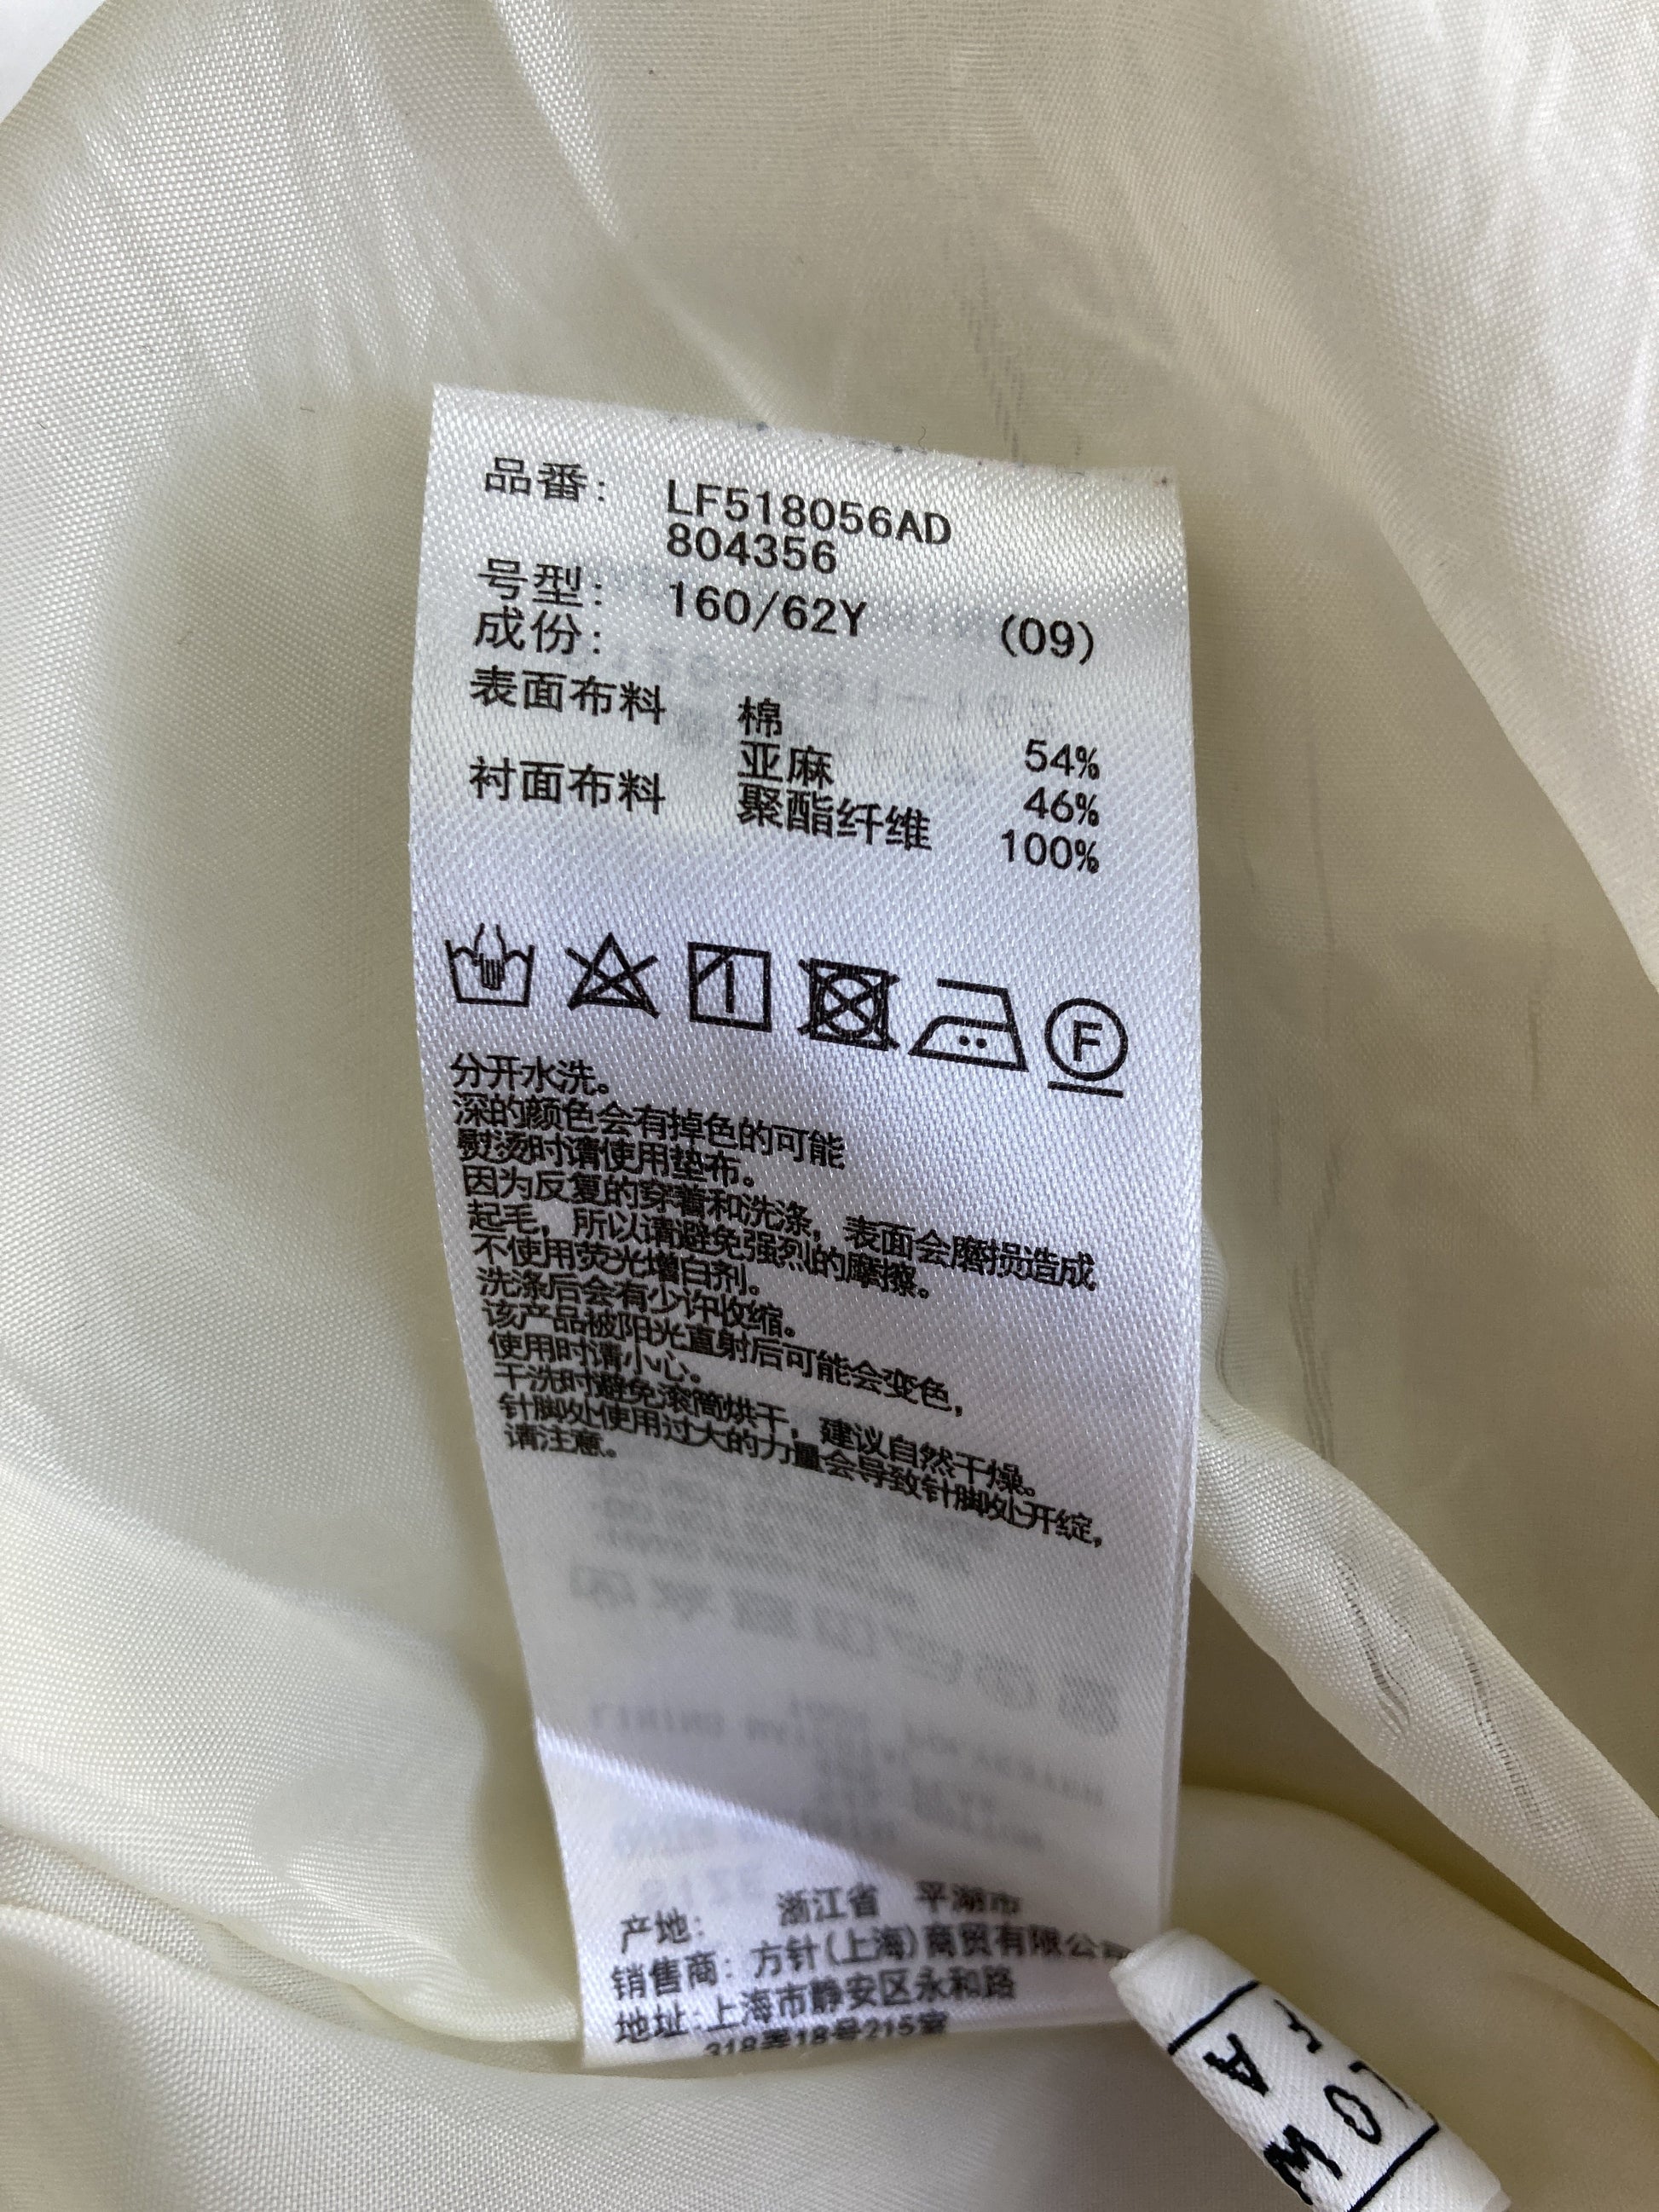 品番: LF518056AD
804356
号型: 160/62Y (09)
成份:
表面布料 棉 54%
亚麻 46%
衬面布料 聚酯纤维 100%
F
分开水洗。
深的颜色会有掉色的可能
熨烫时请使用垫布。
因为反复的穿着和洗涤，表面会磨损造成
起毛，所以请避免强烈的摩擦。
不使用荧光增白剂。
洗涤后会有少许收缩。
该产品被阳光直射后可能会变色，
使用时请小心。
干洗时避免滚筒烘干，建议自然干燥。
针脚处使用过大的力量会导致针脚处开绽，
请注意。
产地: 浙江省 平湖市
销售商: 方针(上海)商贸有限公司
地址:上海市静安区永和路
318弄18号215室